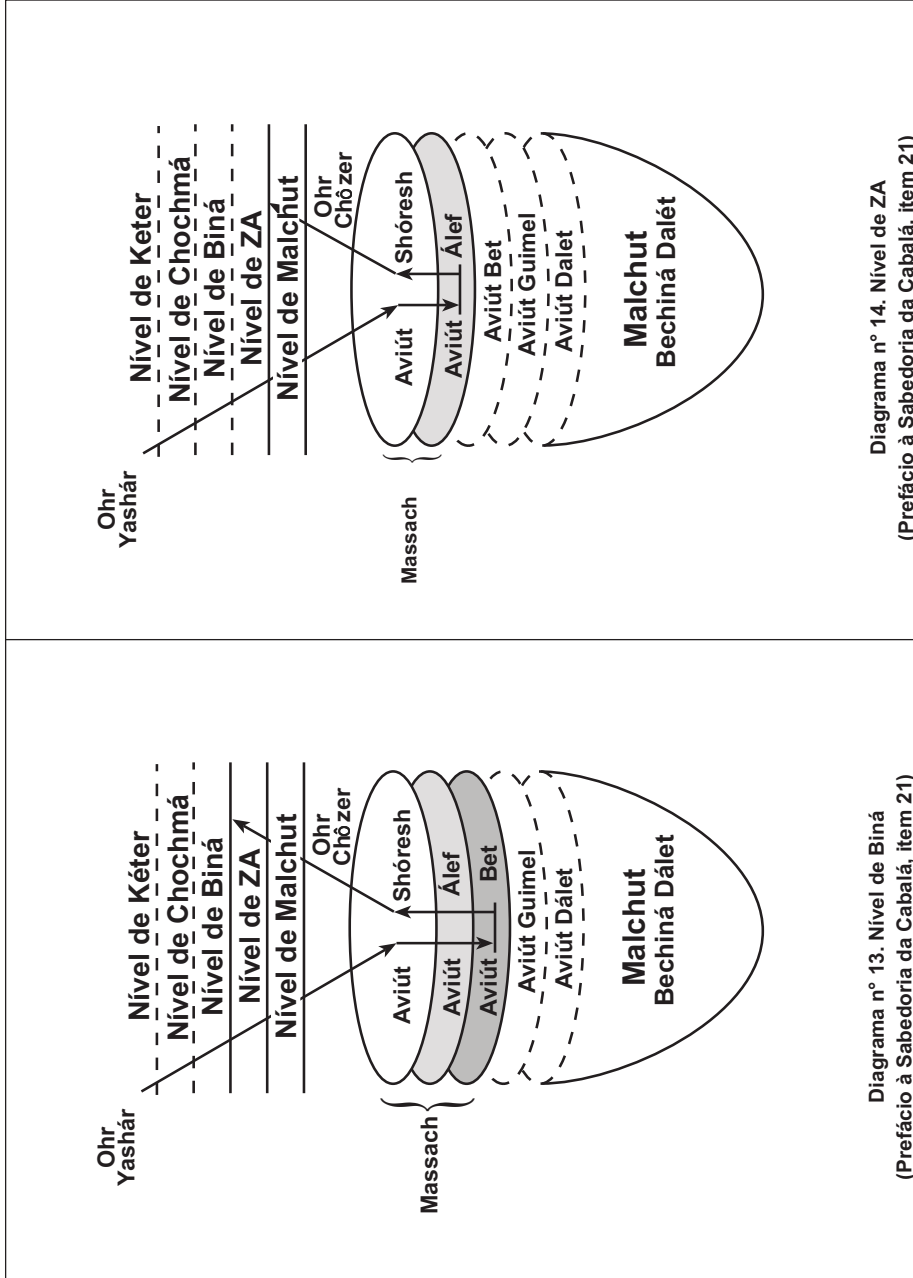 Ohr
Yashár
Nível de Kéter
Nível de Chochmá
Nível de Biná
Nível de ZA
Nível de Malchut
Ohr
Chôzer
Massach
Aviút Shóresh
Aviút Álef
Aviút Bet
Aviút Guimel
Aviút Dálet
Malchut
Bechiná Dálet
Diagrama n° 13. Nível de Biná
(Prefácio à Sabedoria da Cabalá, item 21)
Ohr
Yashár
Nível de Keter
Nível de Chochmá
Nível de Biná
Nível de ZA
Nível de Malchut
Ohr
Chôzer
Massach
Aviút Shóresh
Aviút Álef
Aviút Bet
Aviút Guimel
Aviút Dalet
Malchut
Bechiná Dalét
Diagrama n° 14. Nível de ZA
(Prefácio à Sabedoria da Cabalá, item 21)